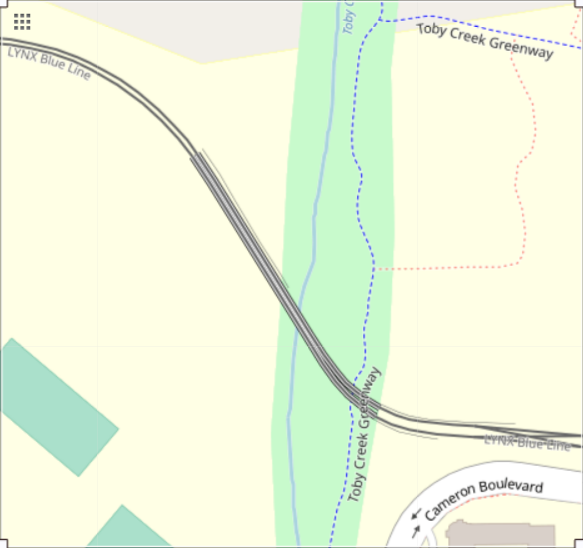 Toby C
Toby Creek Greenway
LYNX Blue Line
Toby Creek Greenway
LYNX Blue Line
Cameron Boulevard